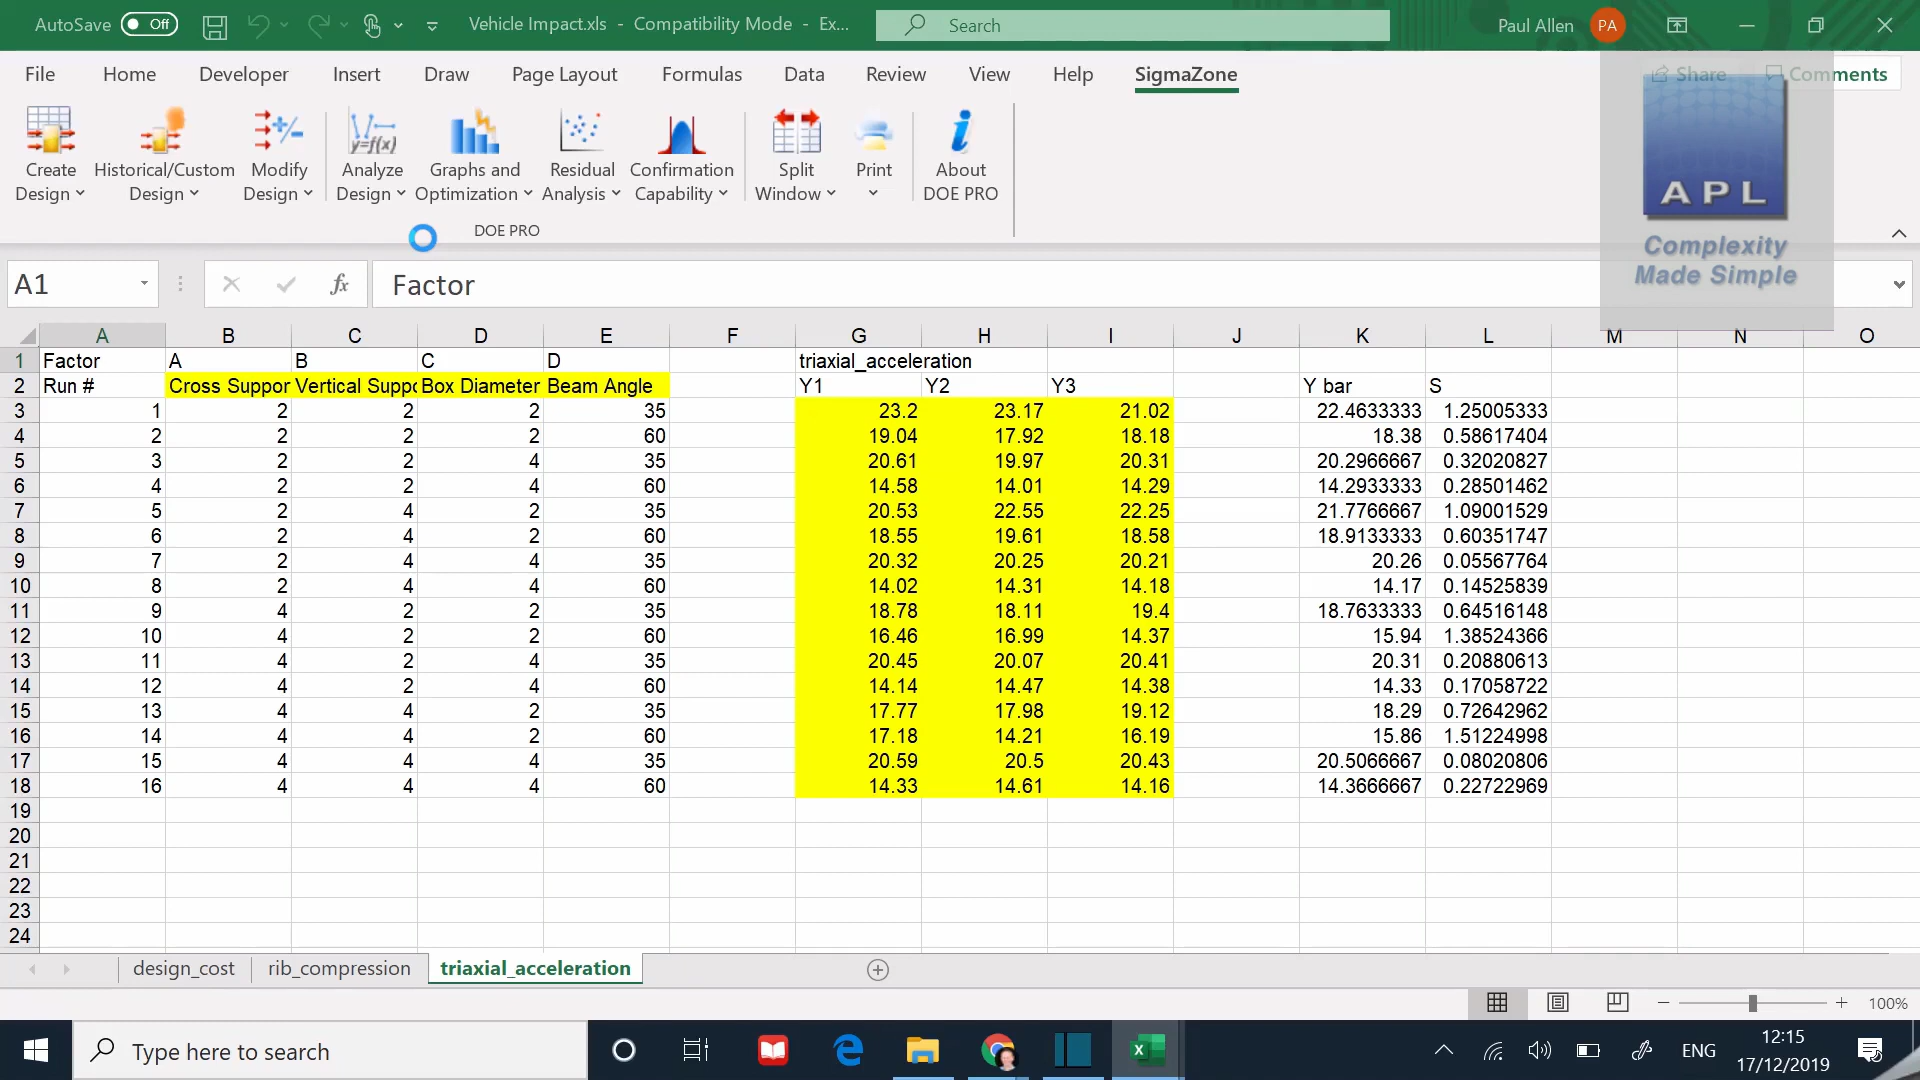 AutoSave Off Vehicle Impact.xls - Compatibility Mode - Ex... Search Paul Allen PA
File Home Developer Insert Draw Page Layout Formulas Data Review View Help SigmaZone Share Comments
Create Design Historical/Custom Design Modify Design Analyze Design Graphs and Optimization Residual Analysis Confirmation Capability Split Window Print About DOE PRO
DOE PRO
APL
Complexity
Made Simple
A1 fx Factor
A B C D E F G H I J K L M N O
1 Factor A B C D triaxial_acceleration
2 Run # Cross Suppor Vertical Suppo Box Diameter Beam Angle Y1 Y2 Y3 Y bar S
3 1 2 2 2 35 23.2 23.17 21.02 22.4633333 1.25005333
4 2 2 2 2 60 19.04 17.92 18.18 18.38 0.58617404
5 3 2 2 4 35 20.61 19.97 20.31 20.2966667 0.32020827
6 4 2 2 4 60 14.58 14.01 14.29 14.2933333 0.28501462
7 5 2 4 2 35 20.53 22.55 22.25 21.7766667 1.09001529
8 6 2 4 2 60 18.55 19.61 18.58 18.9133333 0.60351747
9 7 2 4 4 35 20.32 20.25 20.21 20.26 0.05567764
10 8 2 4 4 60 14.02 14.31 14.18 14.17 0.14525839
11 9 4 2 2 35 18.78 18.11 19.4 18.7633333 0.64516148
12 10 4 2 2 60 16.46 16.99 14.37 15.94 1.38524366
13 11 4 2 4 35 20.45 20.07 20.41 20.31 0.20880613
14 12 4 2 4 60 14.14 14.47 14.38 14.33 0.17058722
15 13 4 4 2 35 17.77 17.98 19.12 18.29 0.72642962
16 14 4 4 2 60 17.18 14.21 16.19 15.86 1.51224998
17 15 4 4 4 35 20.59 20.5 20.43 20.5066667 0.08020806
18 16 4 4 4 60 14.33 14.61 14.16 14.3666667 0.22722969
19
20
21
22
23
24
design_cost rib_compression triaxial_acceleration
100%
Type here to search ENG 12:15
17/12/2019